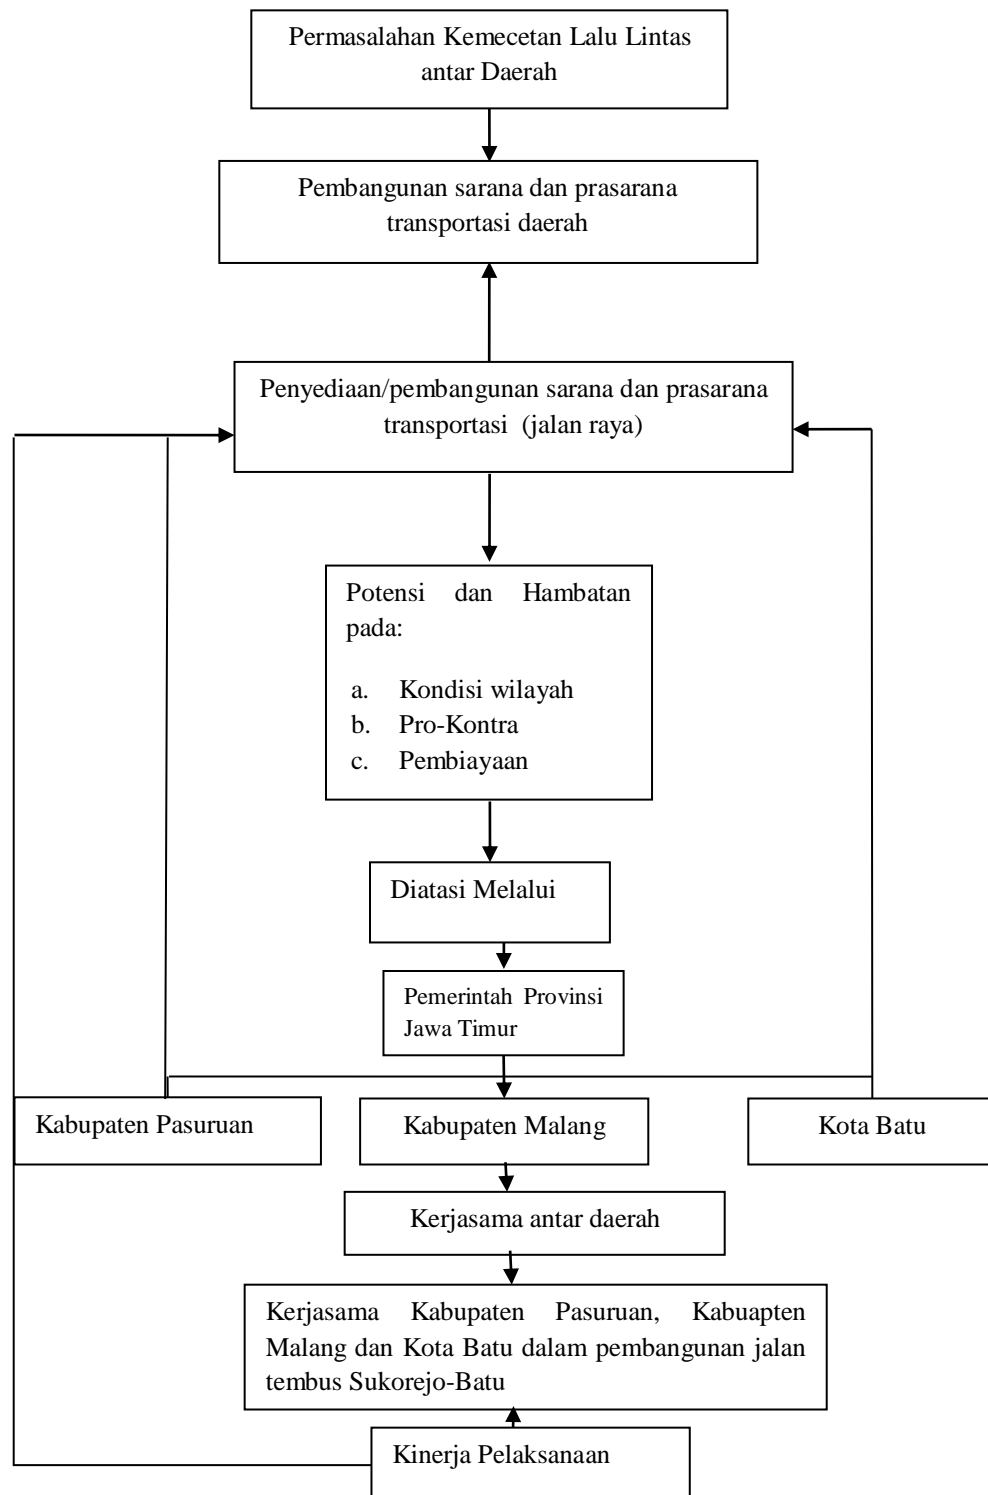 Permasalahan Kemecetan Lalu Lintas
antar Daerah
Pembangunan sarana dan prasarana
transportasi daerah
Penyediaan/pembangunan sarana dan prasarana
transportasi (jalan raya)
Potensi dan Hambatan
pada:
a. Kondisi wilayah
b. Pro-Kontra
c. Pembiayaan
Diatasi Melalui
Pemerintah Provinsi
Jawa Timur
Kabupaten Pasuruan
Kabupaten Malang
Kota Batu
Kerjasama antar daerah
Kerjasama Kabupaten Pasuruan, Kabuapten
Malang dan Kota Batu dalam pembangunan jalan
tembus Sukorejo-Batu
Kinerja Pelaksanaan